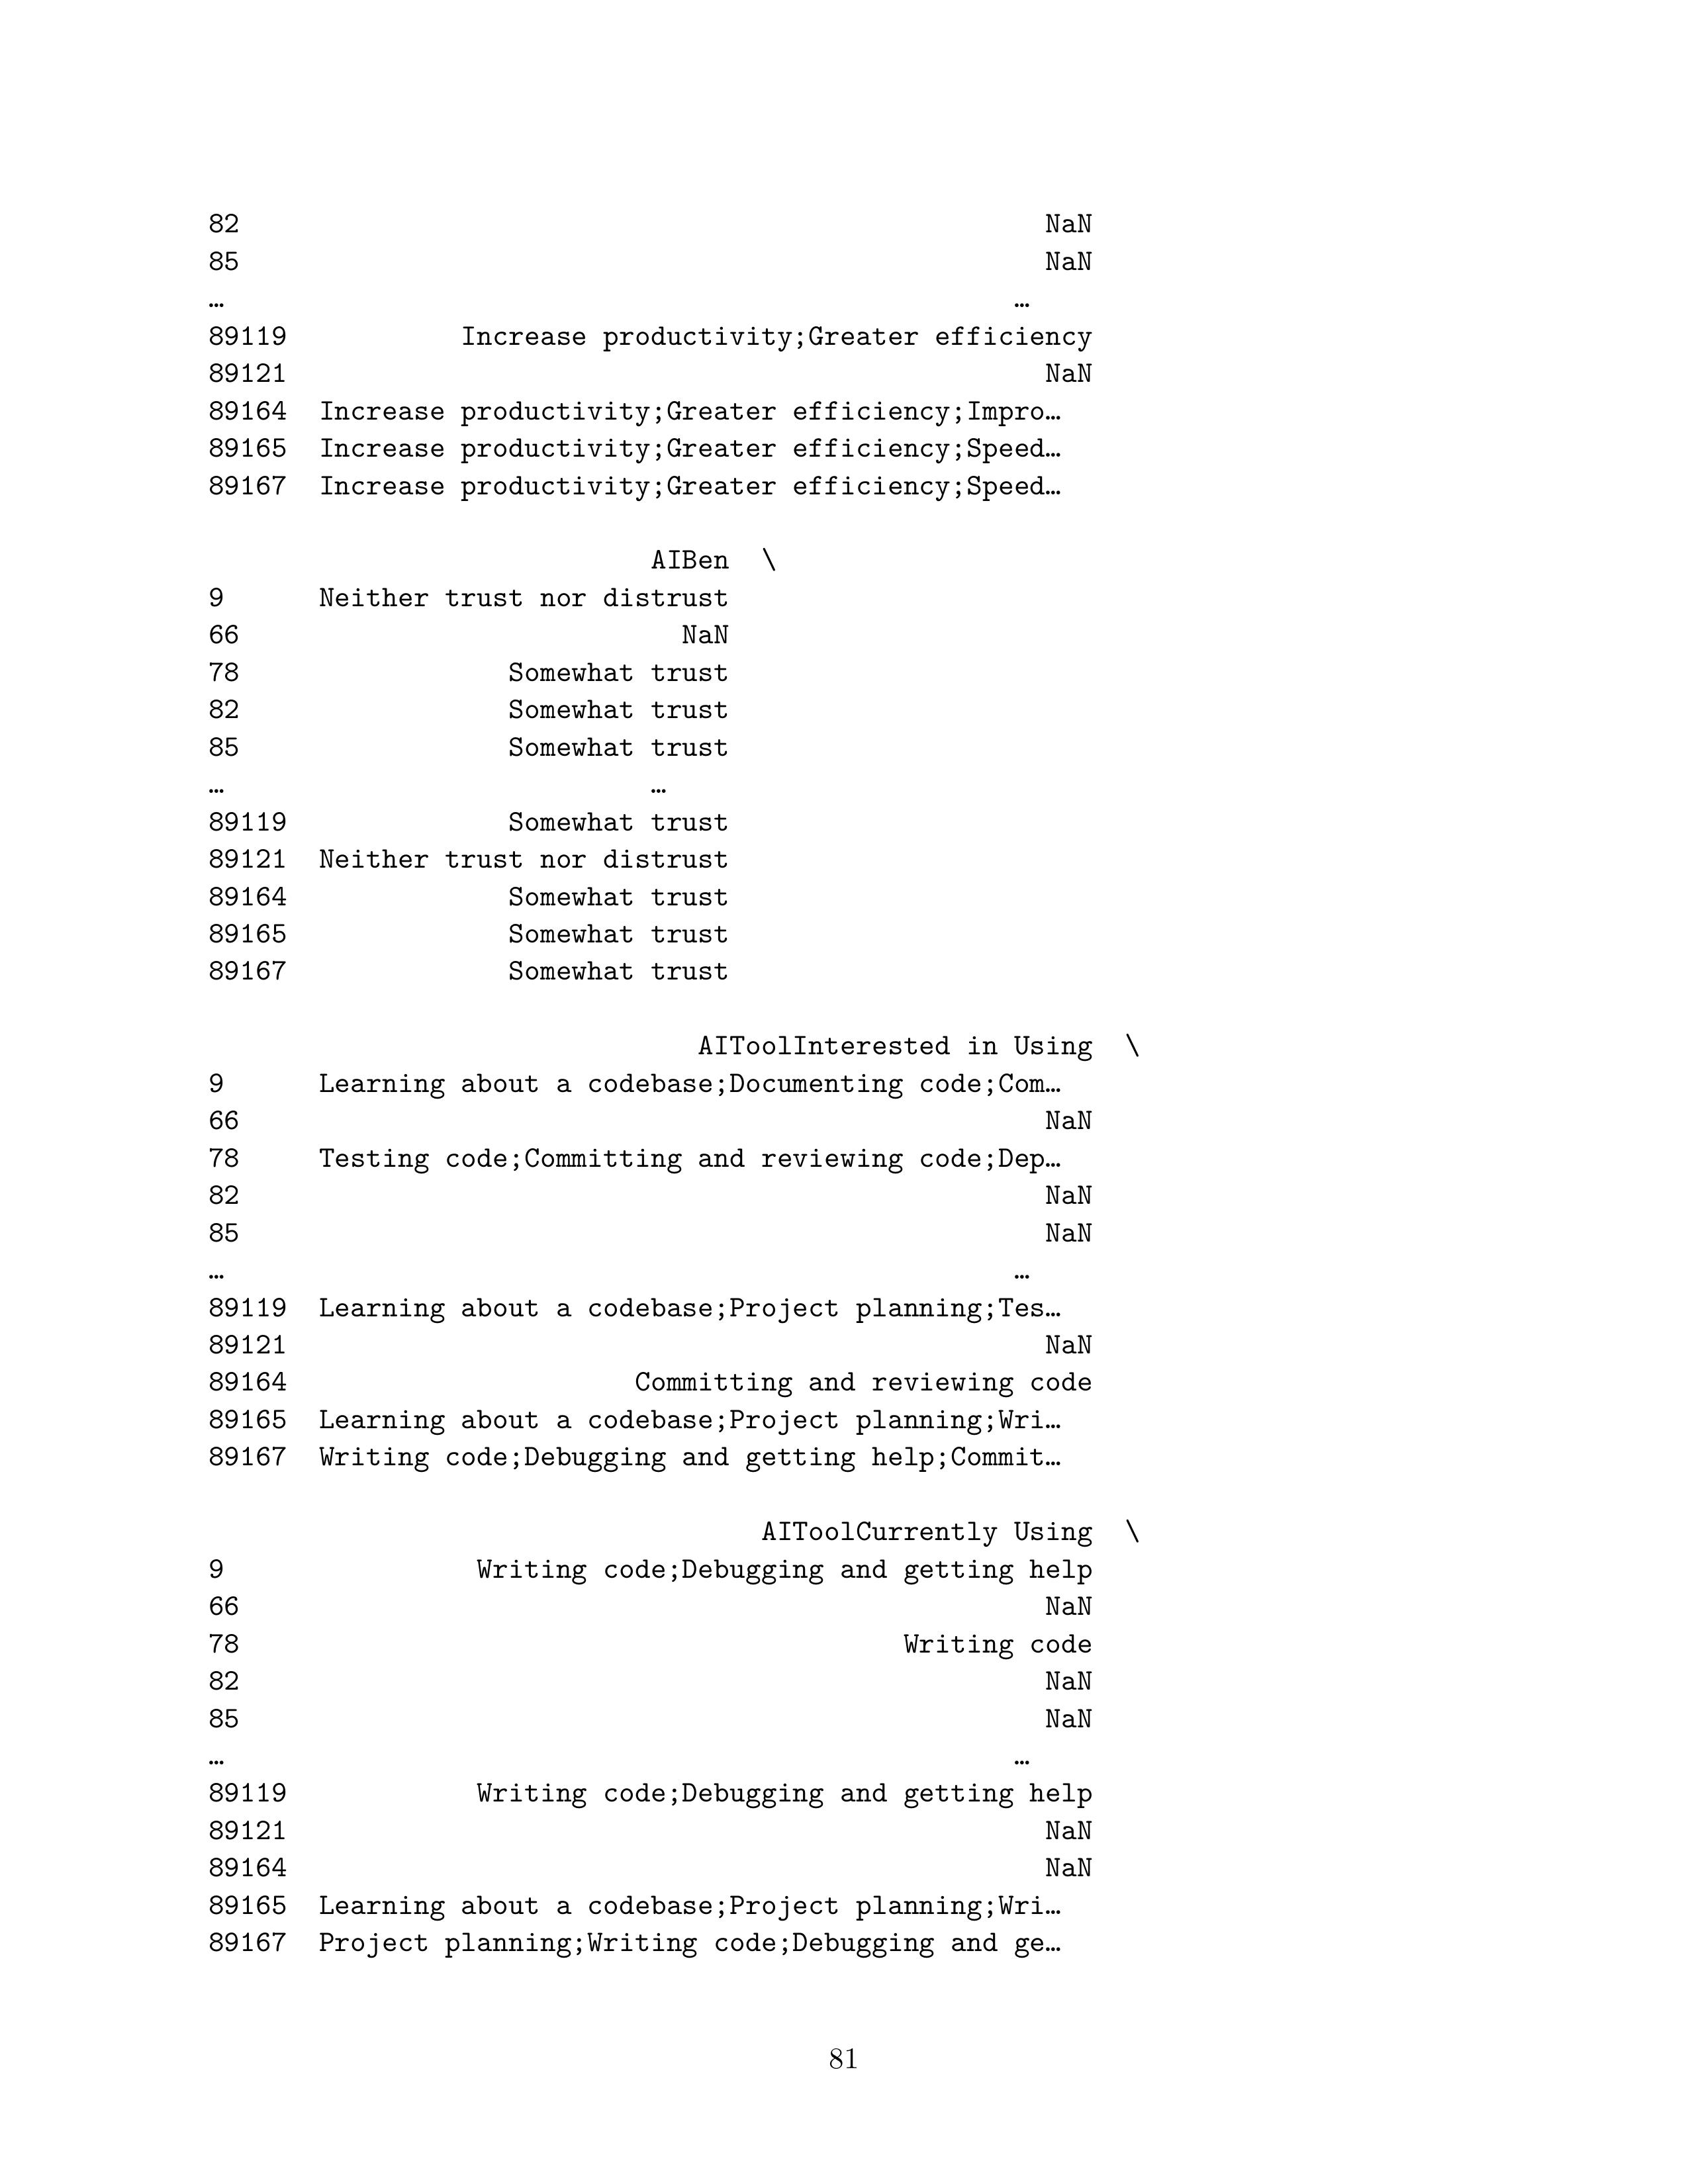 82                                                   NaN
85                                                   NaN
…                                                  …
89119           Increase productivity;Greater efficiency
89121                                                NaN
89164  Increase productivity;Greater efficiency;Impro…
89165  Increase productivity;Greater efficiency;Speed…
89167  Increase productivity;Greater efficiency;Speed…
                            AIBen  \
9      Neither trust nor distrust
66                            NaN
78                 Somewhat trust
82                 Somewhat trust
85                 Somewhat trust
…                           …
89119              Somewhat trust
89121  Neither trust nor distrust
89164              Somewhat trust
89165              Somewhat trust
89167              Somewhat trust
                               AIToolInterested in Using  \
9      Learning about a codebase;Documenting code;Com…
66                                                   NaN
78     Testing code;Committing and reviewing code;Dep…
82                                                   NaN
85                                                   NaN
…                                                  …
89119  Learning about a codebase;Project planning;Tes…
89121                                                NaN
89164                      Committing and reviewing code
89165  Learning about a codebase;Project planning;Wri…
89167  Writing code;Debugging and getting help;Commit…
                                   AIToolCurrently Using  \
9                Writing code;Debugging and getting help
66                                                   NaN
78                                          Writing code
82                                                   NaN
85                                                   NaN
…                                                  …
89119            Writing code;Debugging and getting help
89121                                                NaN
89164                                                NaN
89165  Learning about a codebase;Project planning;Wri…
89167  Project planning;Writing code;Debugging and ge…
81